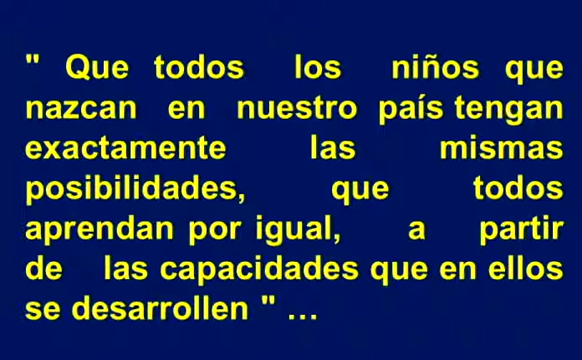 " Que todos los niños que
nazcan en nuestro país tengan
exactamente las mismas
posibilidades, que todos
aprendan por igual, a partir
de las capacidades que en ellos
se desarrollen " ...